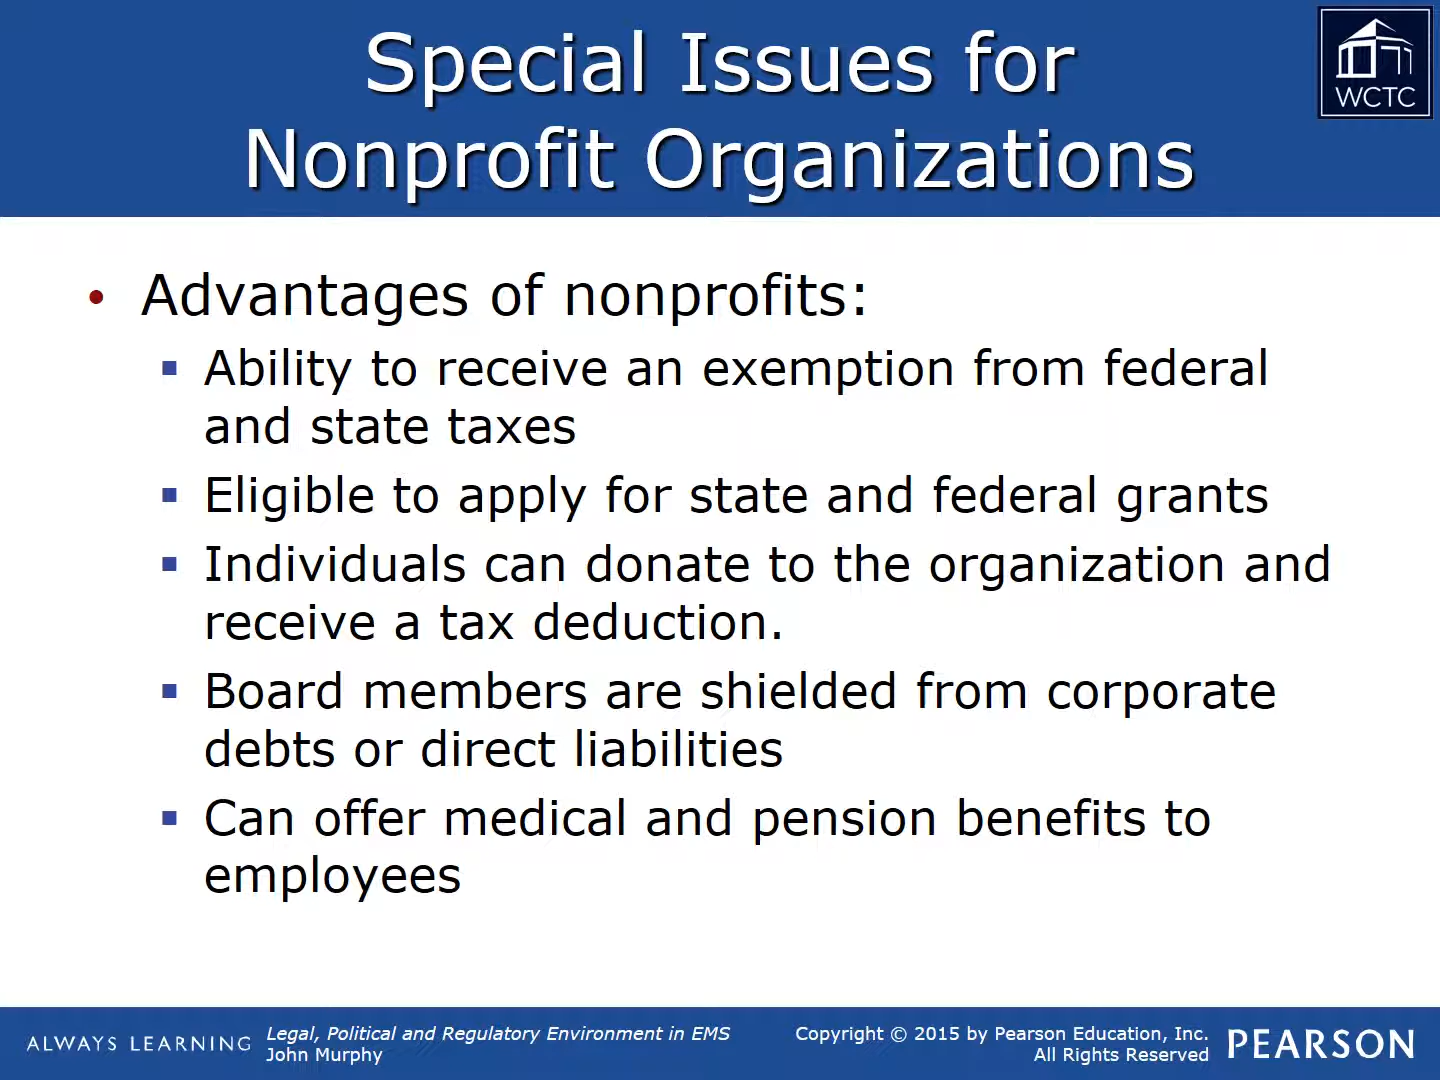 Special Issues for
Nonprofit Organizations
WCTC
• Advantages of nonprofits:
▪ Ability to receive an exemption from federal
and state taxes
▪ Eligible to apply for state and federal grants
▪ Individuals can donate to the organization and
receive a tax deduction.
▪ Board members are shielded from corporate
debts or direct liabilities
▪ Can offer medical and pension benefits to
employees
ALWAYS LEARNING
Legal, Political and Regulatory Environment in EMS
John Murphy
Copyright © 2015 by Pearson Education, Inc.
All Rights Reserved
PEARSON